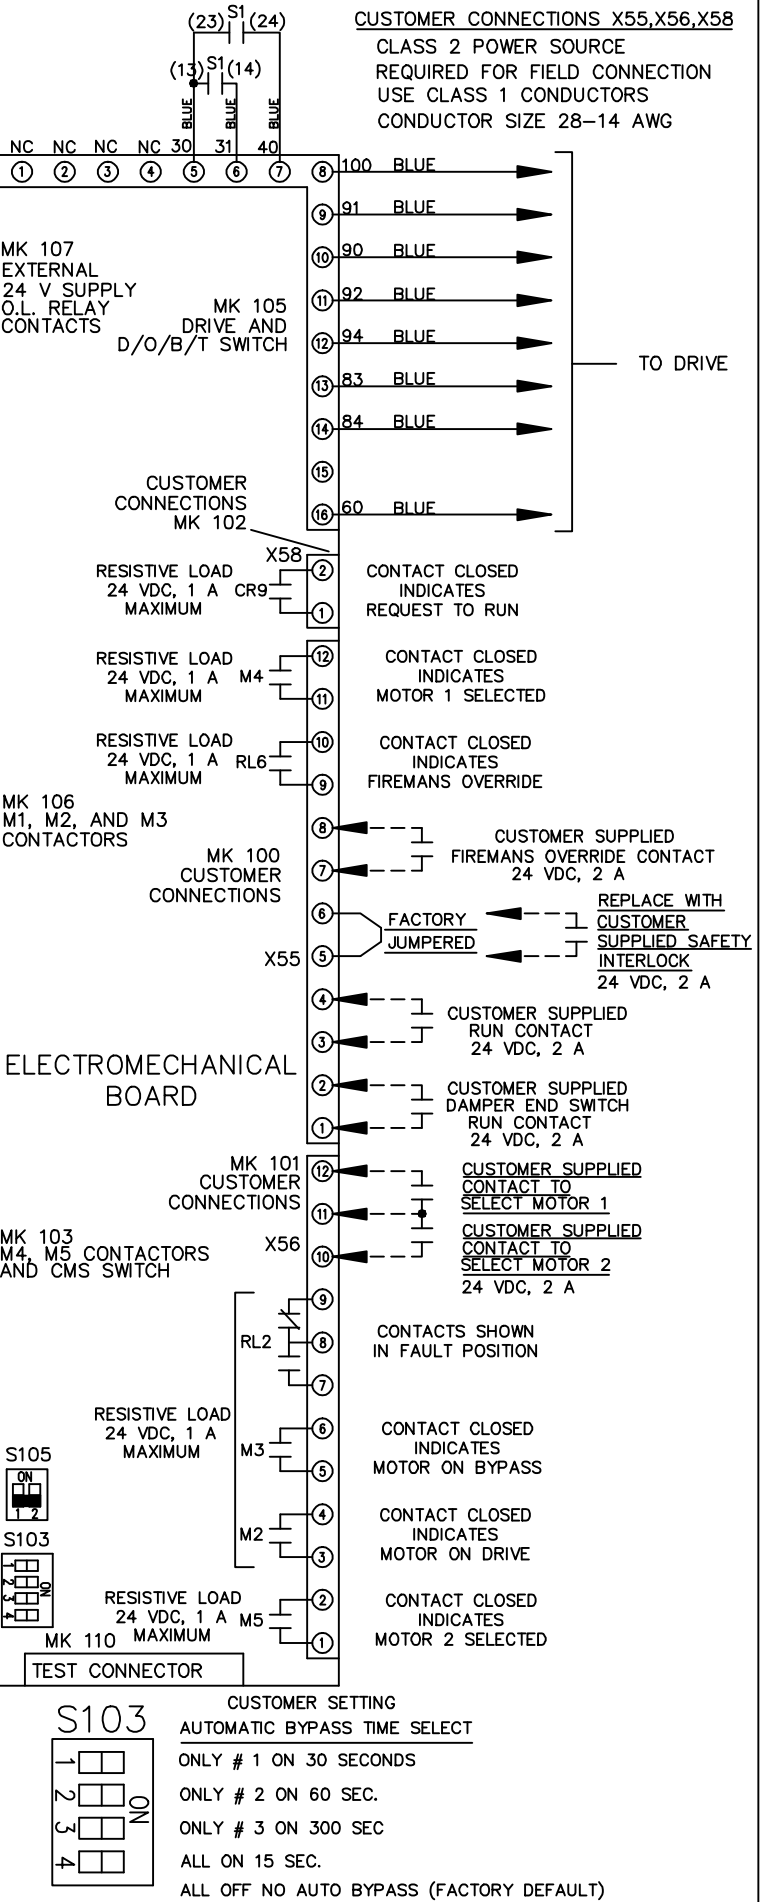 CUSTOMER CONNECTIONS X55,X56,X58
CLASS 2 POWER SOURCE
REQUIRED FOR FIELD CONNECTION
USE CLASS 1 CONDUCTORS
CONDUCTOR SIZE 28-14 AWG
(23) S1 (24)
(13) S1 (14)
BLUE BLUE BLUE
NC NC NC NC 30 31 40
1 2 3 4 5 6 7
8 100 BLUE
9 91 BLUE
10 90 BLUE
11 92 BLUE
12 94 BLUE
13 83 BLUE
14 84 BLUE
15
16 60 BLUE
TO DRIVE
MK 107
EXTERNAL
24 V SUPPLY
O.L. RELAY
CONTACTS
MK 105
DRIVE AND
D/O/B/T SWITCH
CUSTOMER
CONNECTIONS
MK 102
X58
2
1
RESISTIVE LOAD
24 VDC, 1 A
MAXIMUM
CR9
CONTACT CLOSED
INDICATES
REQUEST TO RUN
12
11
RESISTIVE LOAD
24 VDC, 1 A
MAXIMUM
M4
CONTACT CLOSED
INDICATES
MOTOR 1 SELECTED
10
9
RESISTIVE LOAD
24 VDC, 1 A
MAXIMUM
RL6
CONTACT CLOSED
INDICATES
FIREMANS OVERRIDE
MK 106
M1, M2, AND M3
CONTACTORS
MK 100
CUSTOMER
CONNECTIONS
8
7
CUSTOMER SUPPLIED
FIREMANS OVERRIDE CONTACT
24 VDC, 2 A
6
5
X55
FACTORY
JUMPERED
REPLACE WITH
CUSTOMER
SUPPLIED SAFETY
INTERLOCK
24 VDC, 2 A
4
3
CUSTOMER SUPPLIED
RUN CONTACT
24 VDC, 2 A
ELECTROMECHANICAL
BOARD
2
1
CUSTOMER SUPPLIED
DAMPER END SWITCH
RUN CONTACT
24 VDC, 2 A
MK 101
CUSTOMER
CONNECTIONS
X56
12
11
10
CUSTOMER SUPPLIED
CONTACT TO
SELECT MOTOR 1
CUSTOMER SUPPLIED
CONTACT TO
SELECT MOTOR 2
24 VDC, 2 A
MK 103
M4, M5 CONTACTORS
AND CMS SWITCH
9
8
7
RL2
CONTACTS SHOWN
IN FAULT POSITION
RESISTIVE LOAD
24 VDC, 1 A
MAXIMUM
6
5
M3
CONTACT CLOSED
INDICATES
MOTOR ON BYPASS
4
3
M2
CONTACT CLOSED
INDICATES
MOTOR ON DRIVE
2
1
RESISTIVE LOAD
24 VDC, 1 A
MAXIMUM
M5
CONTACT CLOSED
INDICATES
MOTOR 2 SELECTED
S105
ON
1 2
S103
1
2
3
4
ON
MK 110
TEST CONNECTOR
S103
1
2
3
4
ON
CUSTOMER SETTING
AUTOMATIC BYPASS TIME SELECT
ONLY # 1 ON 30 SECONDS
ONLY # 2 ON 60 SEC.
ONLY # 3 ON 300 SEC
ALL ON 15 SEC.
ALL OFF NO AUTO BYPASS (FACTORY DEFAULT)